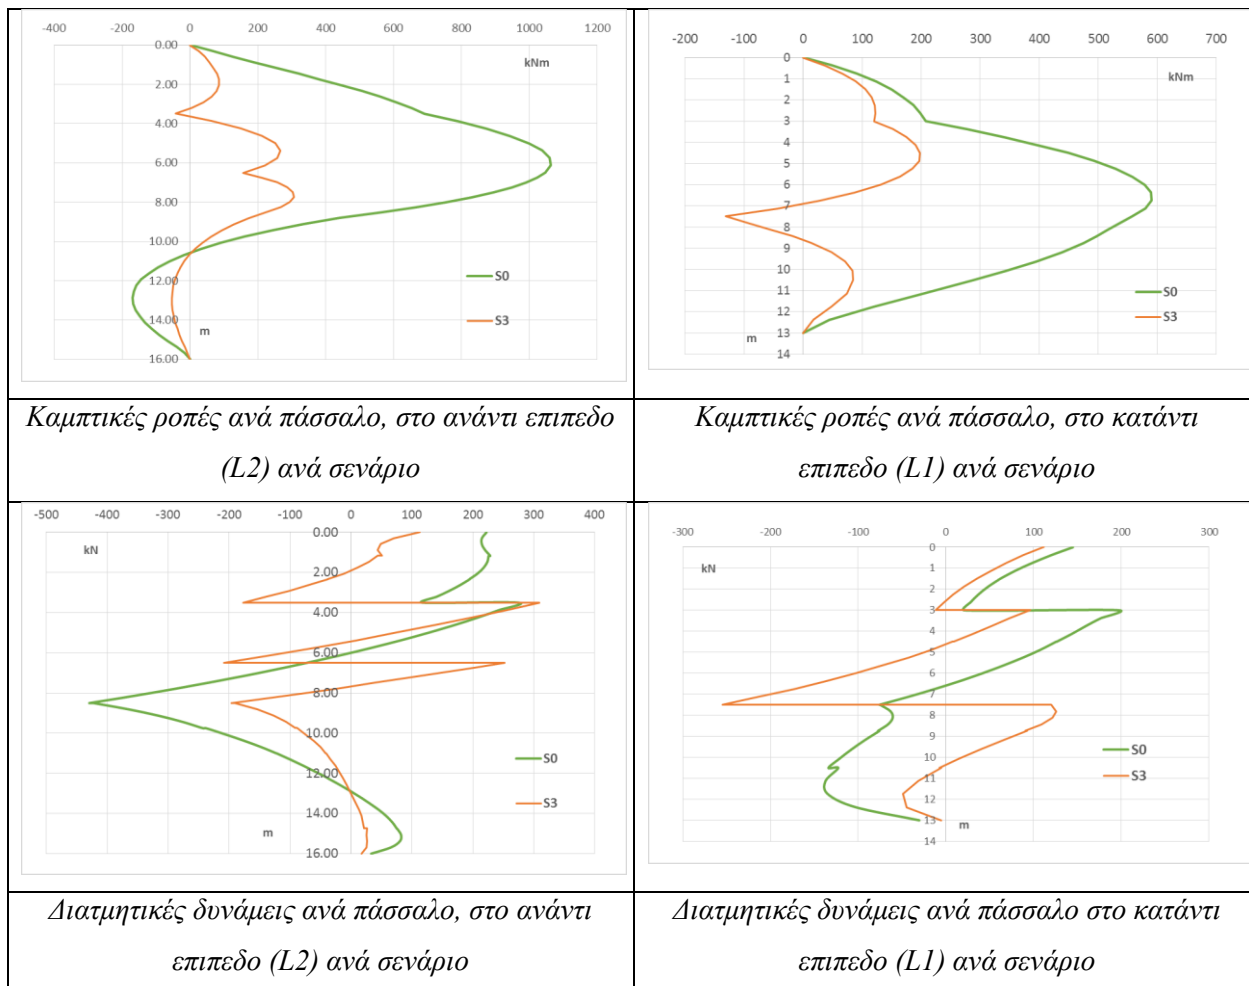 -400 -200 0 200 400 600 800 1000 1200
0.00
kNm
2.00
4.00
6.00
8.00
10.00
12.00
S0
S3
14.00
m
16.00
-200 -100 0 100 200 300 400 500 600 700
0
kNm
1
2
3
4
5
6
7
8
9
10
11
S0
12
S3
13
m
14
Καμπτικές ροπές ανά πάσσαλο, στο ανάντι επιπεδο
(L2) ανά σενάριο
Καμπτικές ροπές ανά πάσσαλο, στο κατάντι
επιπεδο (L1) ανά σενάριο
-500 -400 -300 -200 -100 0 100 200 300 400
0.00
kN
2.00
4.00
6.00
8.00
10.00
S0
12.00
S3
14.00
m
16.00
-300 -200 -100 0 100 200 300
0
kN
1
2
3
4
5
6
7
8
9
10
S0
11
S3
12
13
m
14
Διατμητικές δυνάμεις ανά πάσσαλο, στο ανάντι
επιπεδο (L2) ανά σενάριο
Διατμητικές δυνάμεις ανά πάσσαλο στο κατάντι
επιπεδο (L1) ανά σενάριο